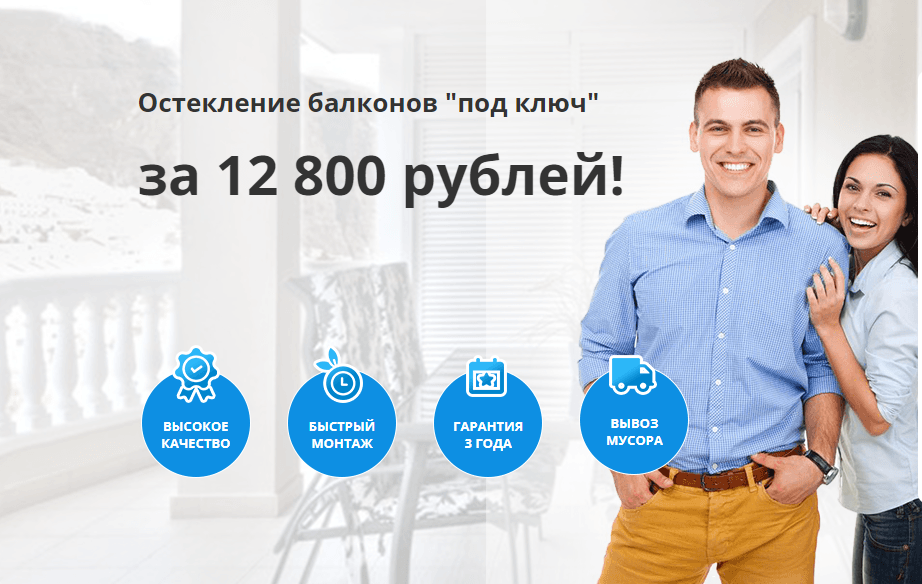 Остекление балконов "под ключ"
за 12 800 рублей!
ВЫСОКОЕ
КАЧЕСТВО
БЫСТРЫЙ
МОНТАЖ
ГАРАНТИЯ
3 ГОДА
ВЫВОЗ
МУСОРА